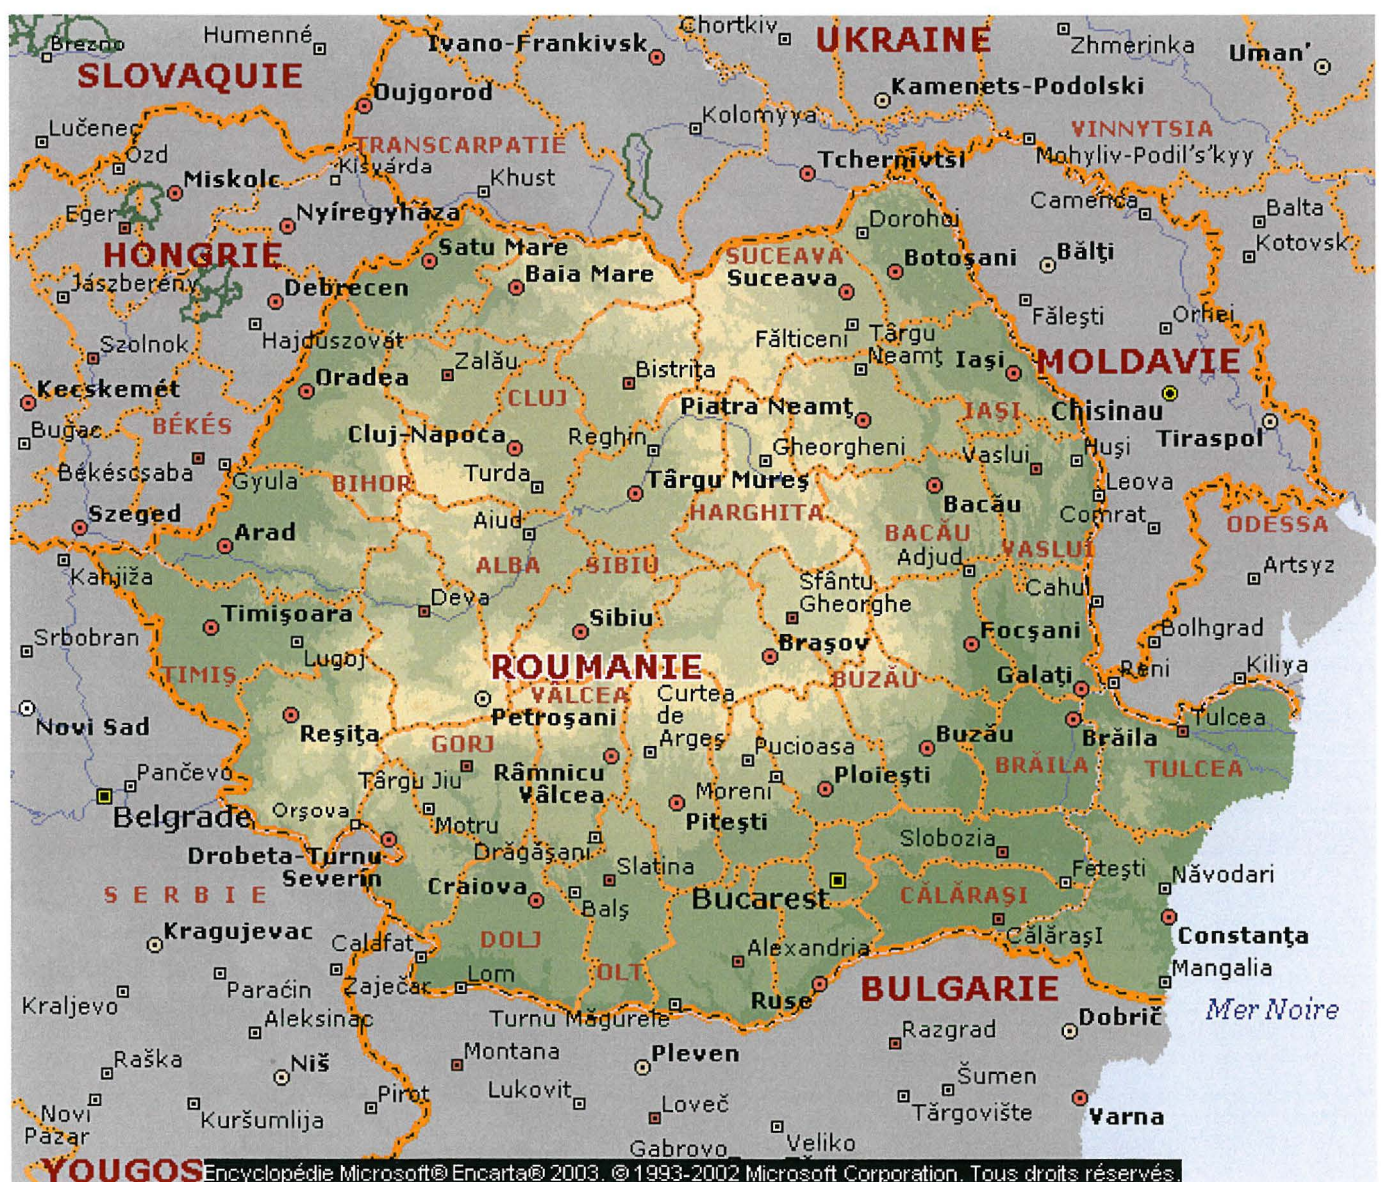 Brezno
Humenné
Ivano-Frankivsk
Chortkiv
UKRAINE
Zhmerinka
Uman'
SLOVAQUIE
Oujgorod
Kamenets-Podolski
Lučenec
Kolomyya
VINNYTSIA
TRANSCARPATIE
Ózd
Kisvárda
Tchernivtsi
Mohyliv-Podil's'kyy
Miskolc
Khust
Camenca
Balta
Eger
Nyíregyháza
Dorohoi
Kotovsk
HONGRIE
Satu Mare
SUCEAVA
Botoşani
Bălţi
Jászberény
Debrecen
Baia Mare
Suceava
Făleşti
Orhei
Szolnok
Hajdúszovát
Zalău
Fălticeni
Târgu
Neamţ
Iaşi
MOLDAVIE
Kecskemét
Oradea
Bistriţa
CLUJ
Piatra Neamţ
IAŞI
Chisinau
Bugac
BÉKÉS
Cluj-Napoca
Reghin
Gheorgheni
Vaslui
Huşi
Tiraspol
Békéscsaba
Gyula
BIHOR
Turda
Târgu Mureş
Bacău
Leova
Szeged
Arad
Aiud
HARGHITA
BACĂU
Comrat
ODESSA
Kanjiža
ALBA
SIBIU
Adjud
VASLUI
Artsyz
Timişoara
Deva
Sibiu
Sfântu
Gheorghe
Cahul
Srbobran
Lugoj
Braşov
Focşani
Bolhgrad
TIMIŞ
ROUMANIE
BUZĂU
Galaţi
Reni
Kiliya
Novi Sad
Reşiţa
Petroşani
VÂLCEA
Curtea
de
Argeş
Buzău
Brăila
Tulcea
GORJ
Pucioasa
BRĂILA
TULCEA
Pančevo
Târgu Jiu
Râmnicu
Vâlcea
Moreni
Ploieşti
Belgrade
Orşova
Motru
Piteşti
Drobeta-Turnu
Severin
Drăgăşani
Slatina
Slobozia
Feteşti
Năvodari
SERBIE
Craiova
Balş
Bucarest
CĂLĂRAŞI
Kragujevac
Calafat
DOLJ
Alexandria
CălăraşI
Constanţa
Kraljevo
Paraćin
Zaječar
Lom
OLT
Ruse
BULGARIE
Mangalia
Aleksinac
Turnu Măgurele
Razgrad
Dobrič
Mer Noire
Raška
Niš
Montana
Pleven
Šumen
Novi
Pazar
Kuršumlija
Pirot
Lukovit
Loveč
Tărgovište
Varna
Gabrovo
Veliko
YOUGOS
Encyclopédie Microsoft® Encarta® 2003. © 1993-2002 Microsoft Corporation. Tous droits réservés.